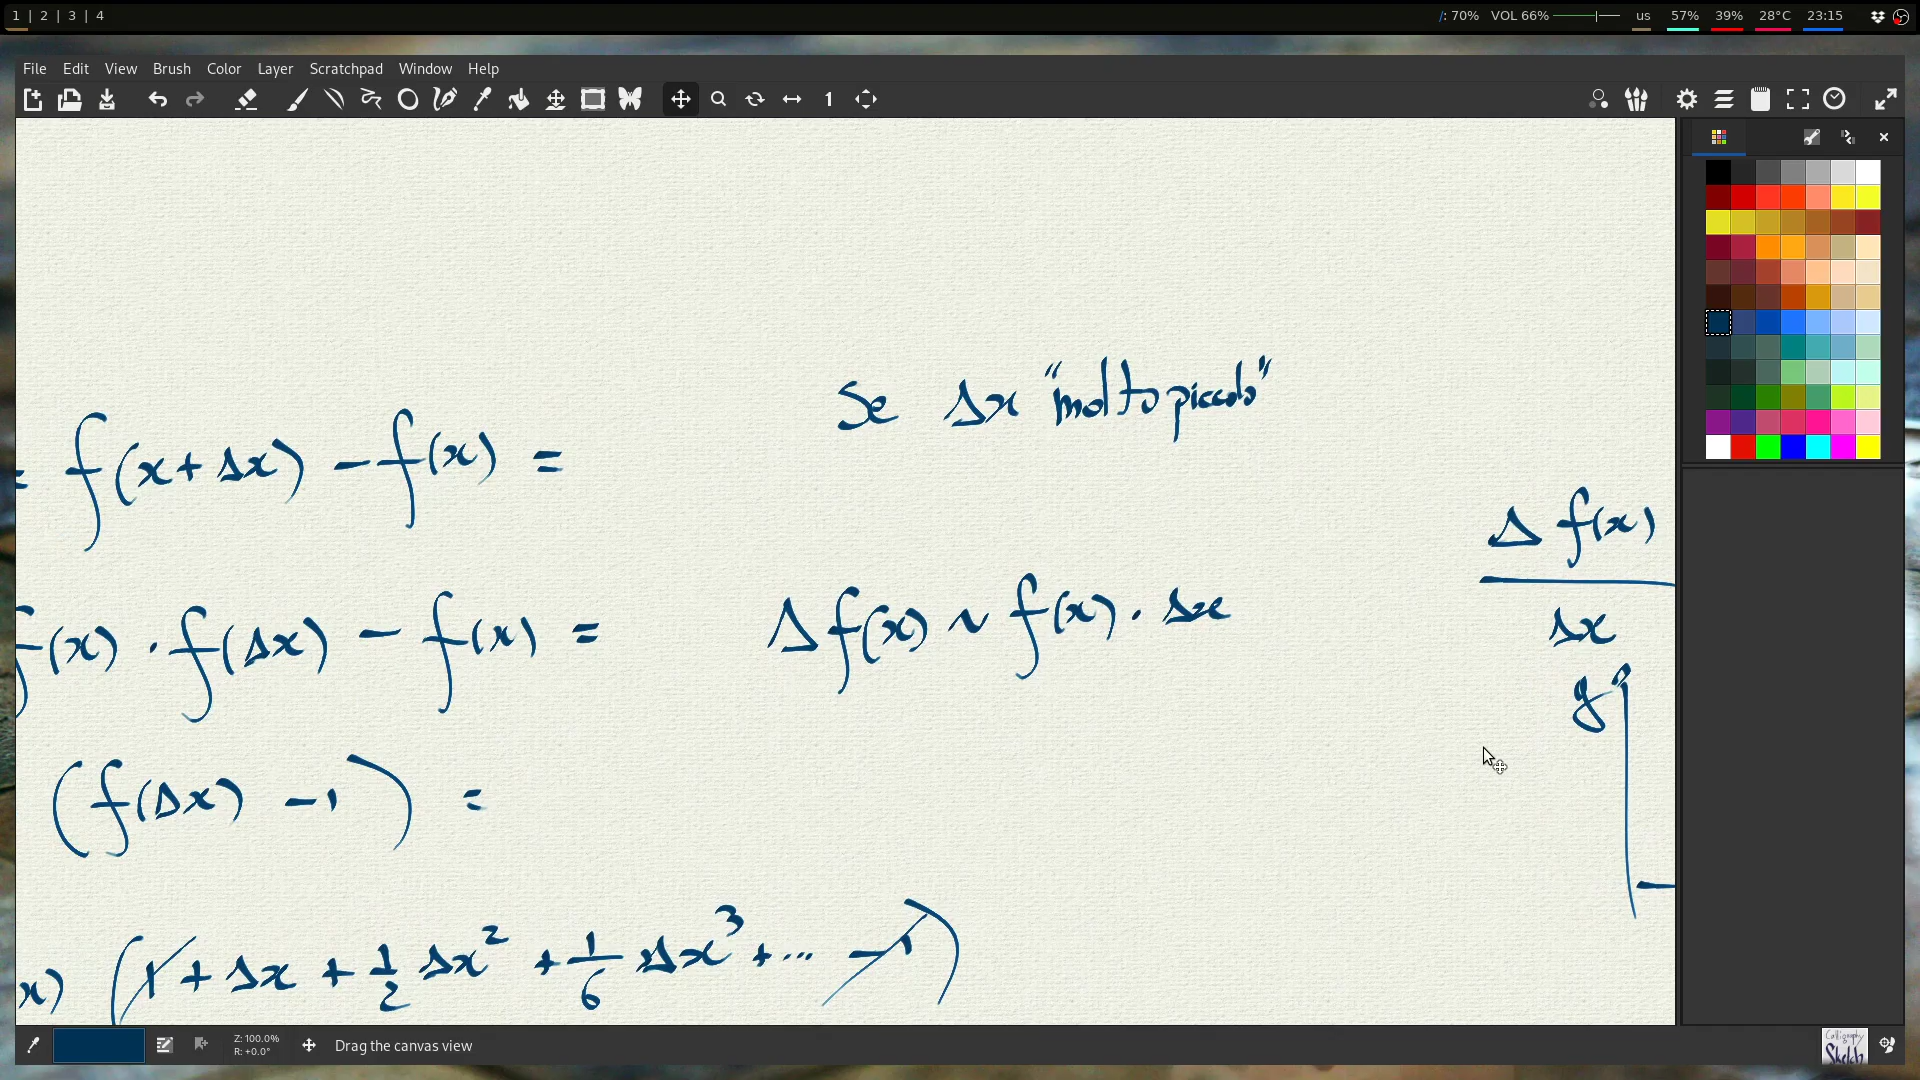 1 | 2 | 3 | 4
/: 70% VOL 66% us 57% 39% 28°C 23:15
File Edit View Brush Color Layer Scratchpad Window Help
1
Se Δx "molto piccolo"
= f(x+Δx) - f(x) =
Δ f(x)
Δx
f(x) · f(Δx) - f(x) =
Δf(x) ~ f(x) · Δx
y
(f(Δx) -1) =
x) (1 + Δx + 1/2 Δx² + 1/6 Δx³ + ... -1)
Z: 100.0%
R: +0.0°
Drag the canvas view
Calligraphy
Sketch